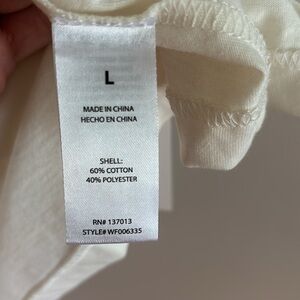 L
MADE IN CHINA
HECHO EN CHINA
SHELL:
60% COTTON
40% POLYESTER
RN# 137013
STYLE# WF006335